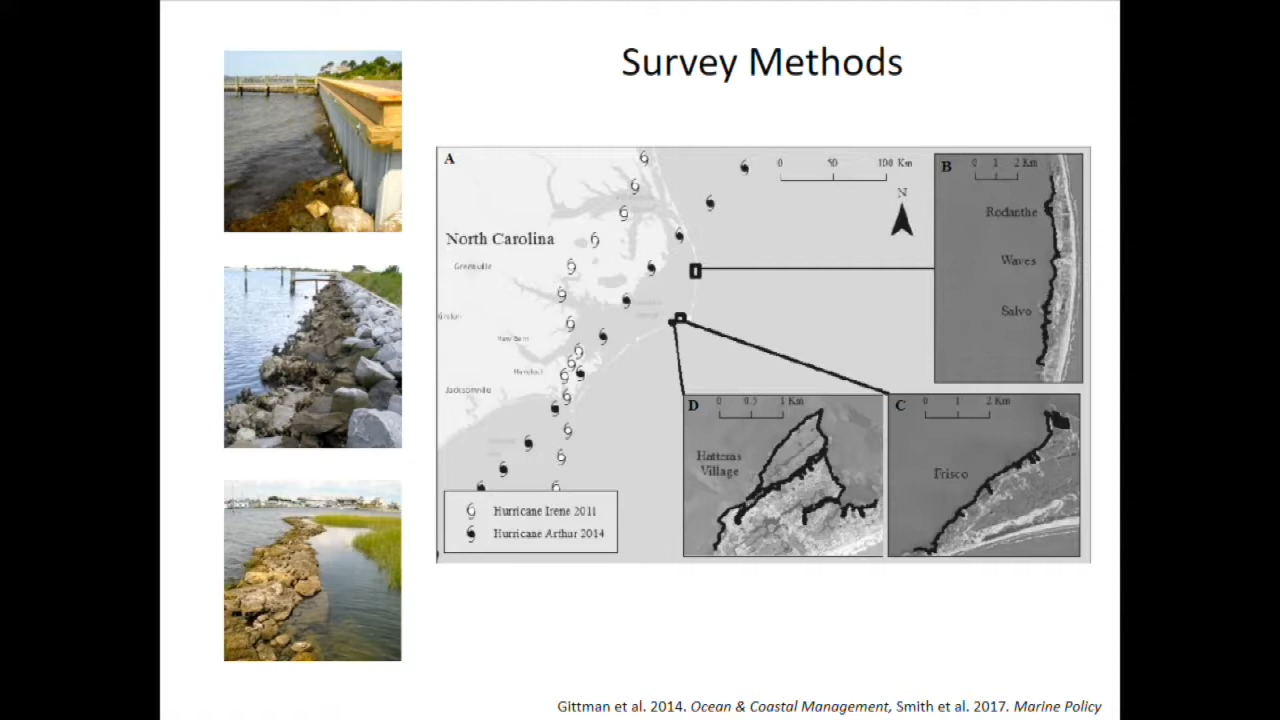 Survey Methods
A
0 50 100 Km
N
North Carolina
Greenville
Kinston
New Bern
Havelock
Jacksonville
Hurricane Irene 2011
Hurricane Arthur 2014
B
0 1 2 Km
Rodanthe
Waves
Salvo
D
0 0.5 1 Km
Hatteras
Village
C
0 1 2 Km
Frisco
Gittman et al. 2014. Ocean & Coastal Management, Smith et al. 2017. Marine Policy